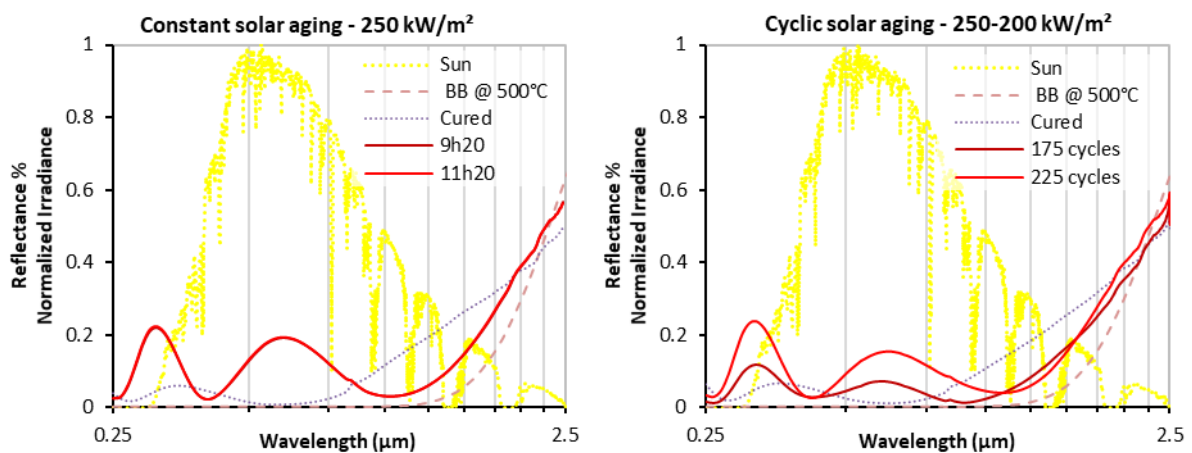 Constant solar aging - 250 kW/m²
Reflectance %
Normalized Irradiance
1
0.8
0.6
0.4
0.2
0
Sun
BB @ 500°C
Cured
9h20
11h20
0.25
Wavelength (µm)
2.5
Cyclic solar aging - 250-200 kW/m²
Reflectance %
Normalized Irradiance
1
0.8
0.6
0.4
0.2
0
Sun
BB @ 500°C
Cured
175 cycles
225 cycles
0.25
Wavelength (µm)
2.5